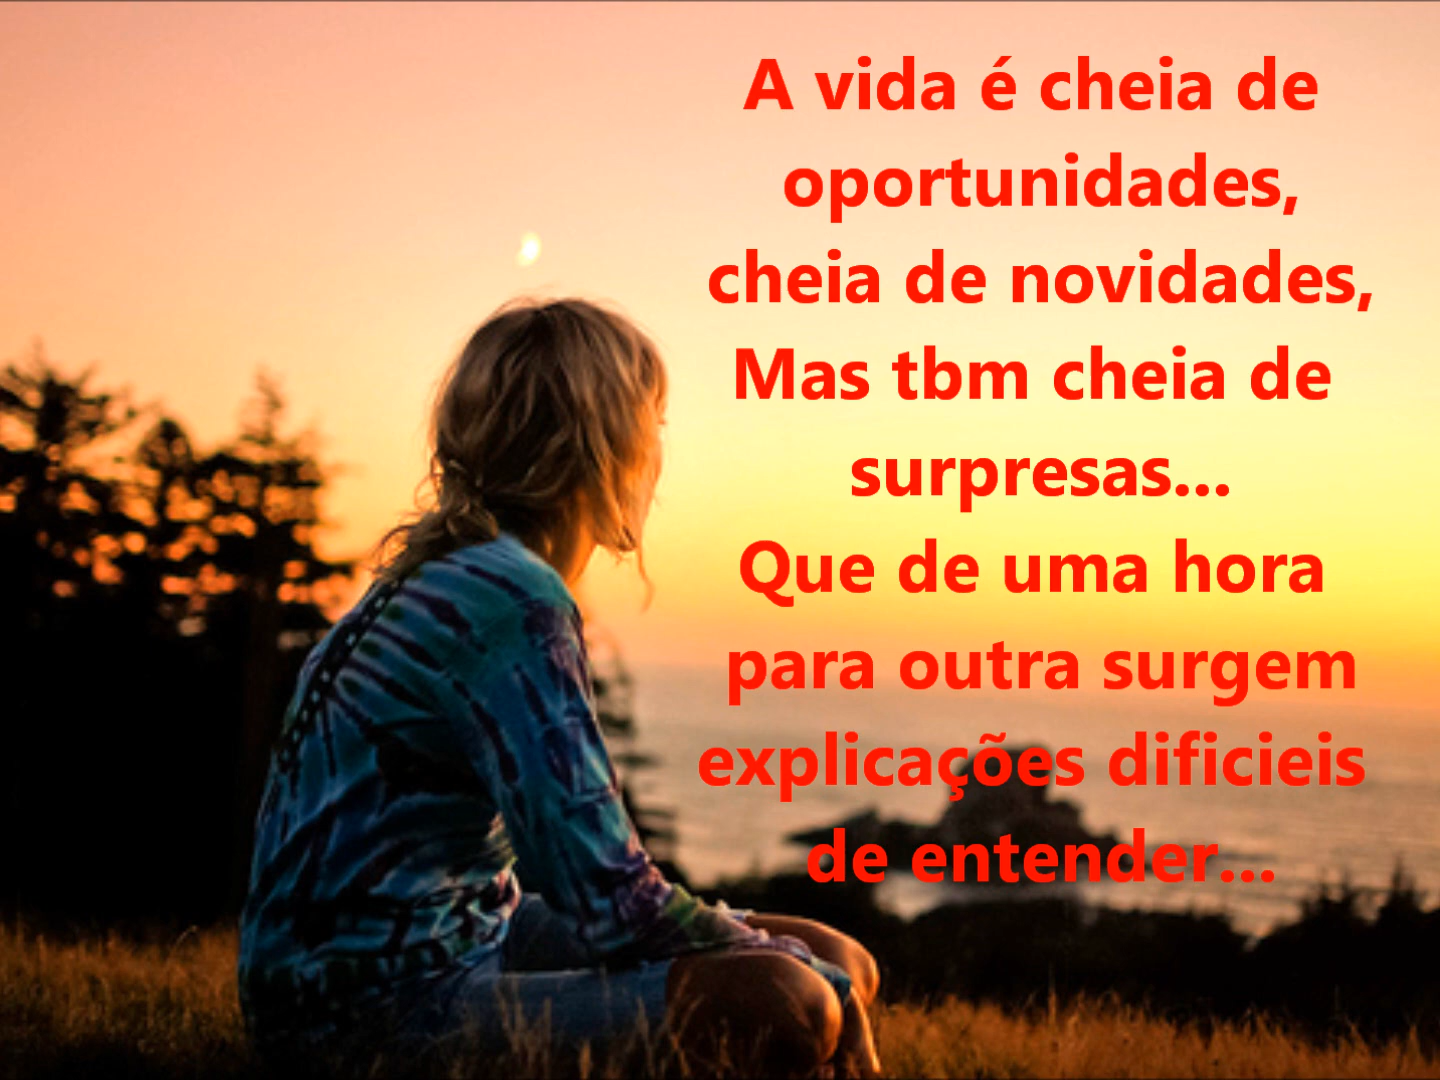 A vida é cheia de
oportunidades,
cheia de novidades,
Mas tbm cheia de
surpresas...
Que de uma hora
para outra surgem
explicações dificieis
de entender...